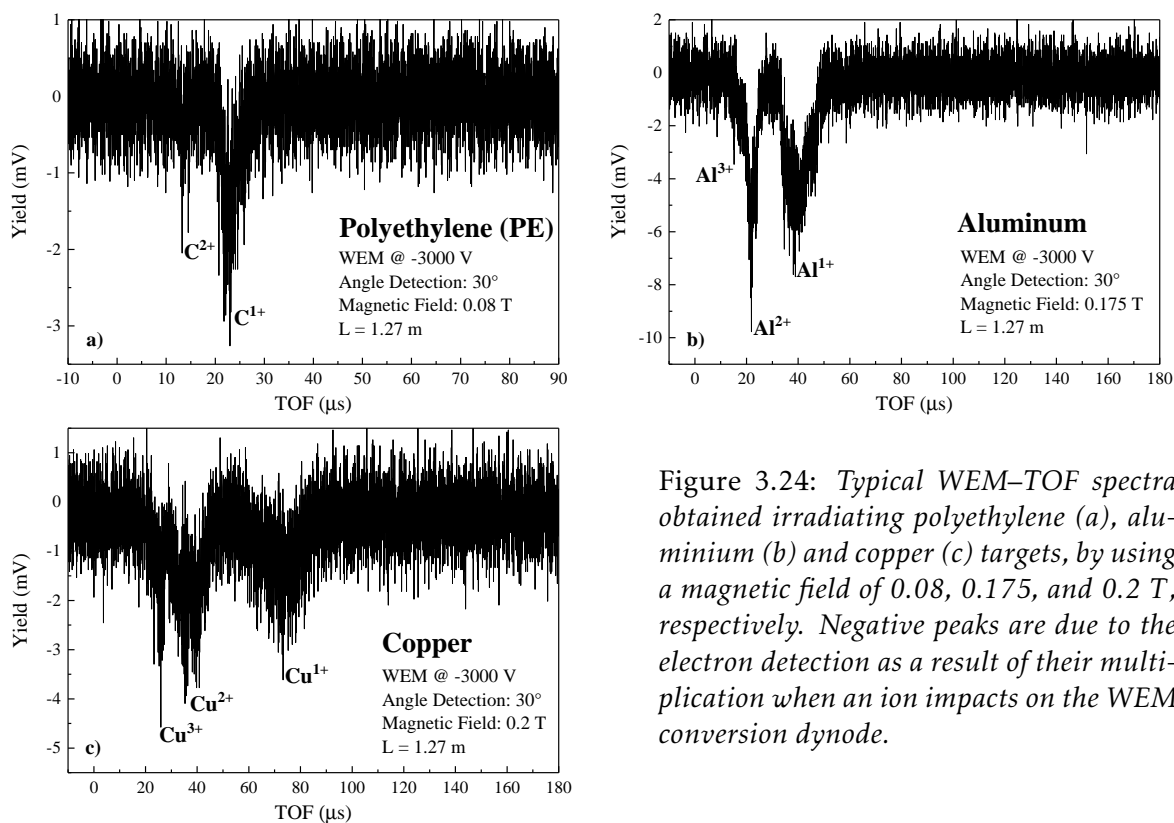 1
0
-1
-2
-3
Yield (mV)
C2+
C1+
Polyethylene (PE)
WEM @ -3000 V
Angle Detection: 30°
Magnetic Field: 0.08 T
L = 1.27 m
a)
-10 0 10 20 30 40 50 60 70 80 90
TOF (μs)
2
0
-2
-4
-6
-8
-10
Yield (mV)
Al3+
Al1+
Al2+
Aluminum
WEM @ -3000 V
Angle Detection: 30°
Magnetic Field: 0.175 T
L = 1.27 m
b)
0 20 40 60 80 100 120 140 160 180
TOF (μs)
1
0
-1
-2
-3
-4
-5
Yield (mV)
Cu1+
Cu2+
Cu3+
Copper
WEM @ -3000 V
Angle Detection: 30°
Magnetic Field: 0.2 T
L = 1.27 m
c)
0 20 40 60 80 100 120 140 160 180
TOF (μs)
Figure 3.24: Typical WEM–TOF spectra
obtained irradiating polyethylene (a), alu-
minium (b) and copper (c) targets, by using
a magnetic field of 0.08, 0.175, and 0.2 T,
respectively. Negative peaks are due to the
electron detection as a result of their multi-
plication when an ion impacts on the WEM
conversion dynode.